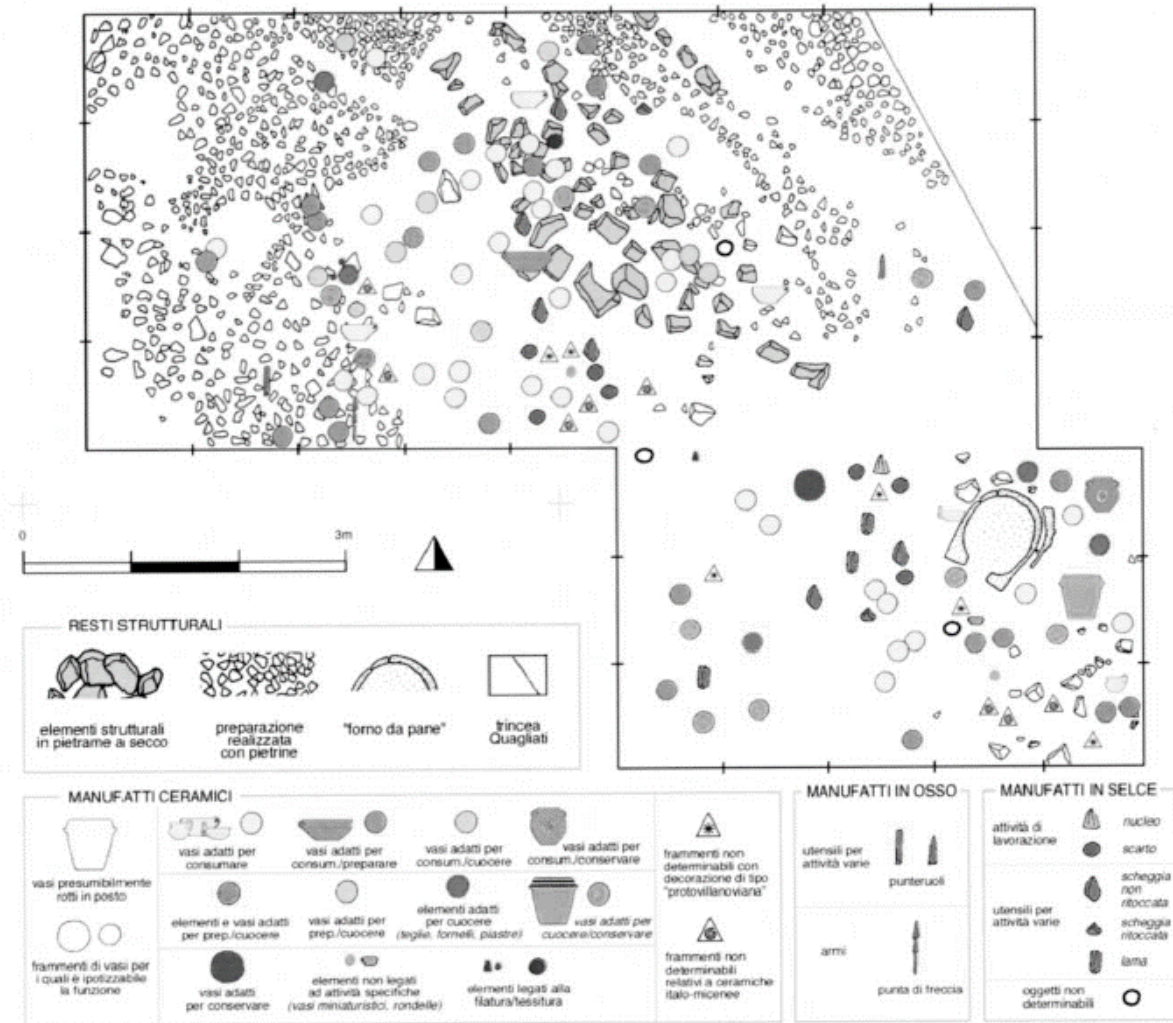 0
3m
RESTI STRUTTURALI
elementi strutturali
in pietrame a secco
preparazione
realizzata
con pietrine
"forno da pane"
trincea
Quagliati
MANUFATTI CERAMICI
vasi presumibilmente
rotti in posto
frammenti di vasi per
i quali è ipotizzabile
la funzione
vasi adatti per
consumare
vasi adatti per
consum./preparare
vasi adatti per
consum./cuocere
vasi adatti per
consum./conservare
elementi e vasi adatti
per prep./cuocere
vasi adatti per
prep./cuocere
elementi adatti
per cuocere
(teglie, fornelli, piastre)
vasi adatti per
cuocere/conservare
vasi adatti
per conservare
elementi non legati
ad attività specifiche
(vasi miniaturistici, rondelle)
elementi legati alla
filatura/tessitura
frammenti non
determinabili con
decorazione di tipo
"protovillanoviana"
frammenti non
determinabili
relativi a ceramiche
italo-micenee
MANUFATTI IN OSSO
utensili per
attività varie
punteruoli
armi
punta di freccia
MANUFATTI IN SELCE
attività di
lavorazione
nucleo
scarto
utensili per
attività varie
scheggia
non
ritoccata
scheggia
ritoccata
lama
oggetti non
determinabili